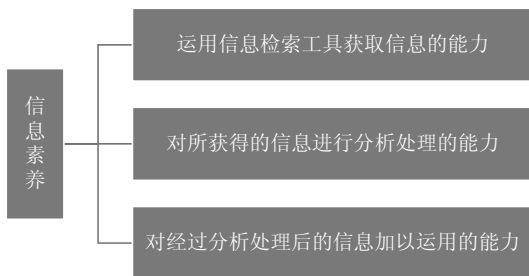 信息素养
运用信息检索工具获取信息的能力
对所获得的信息进行分析处理的能力
对经过分析处理后的信息加以运用的能力